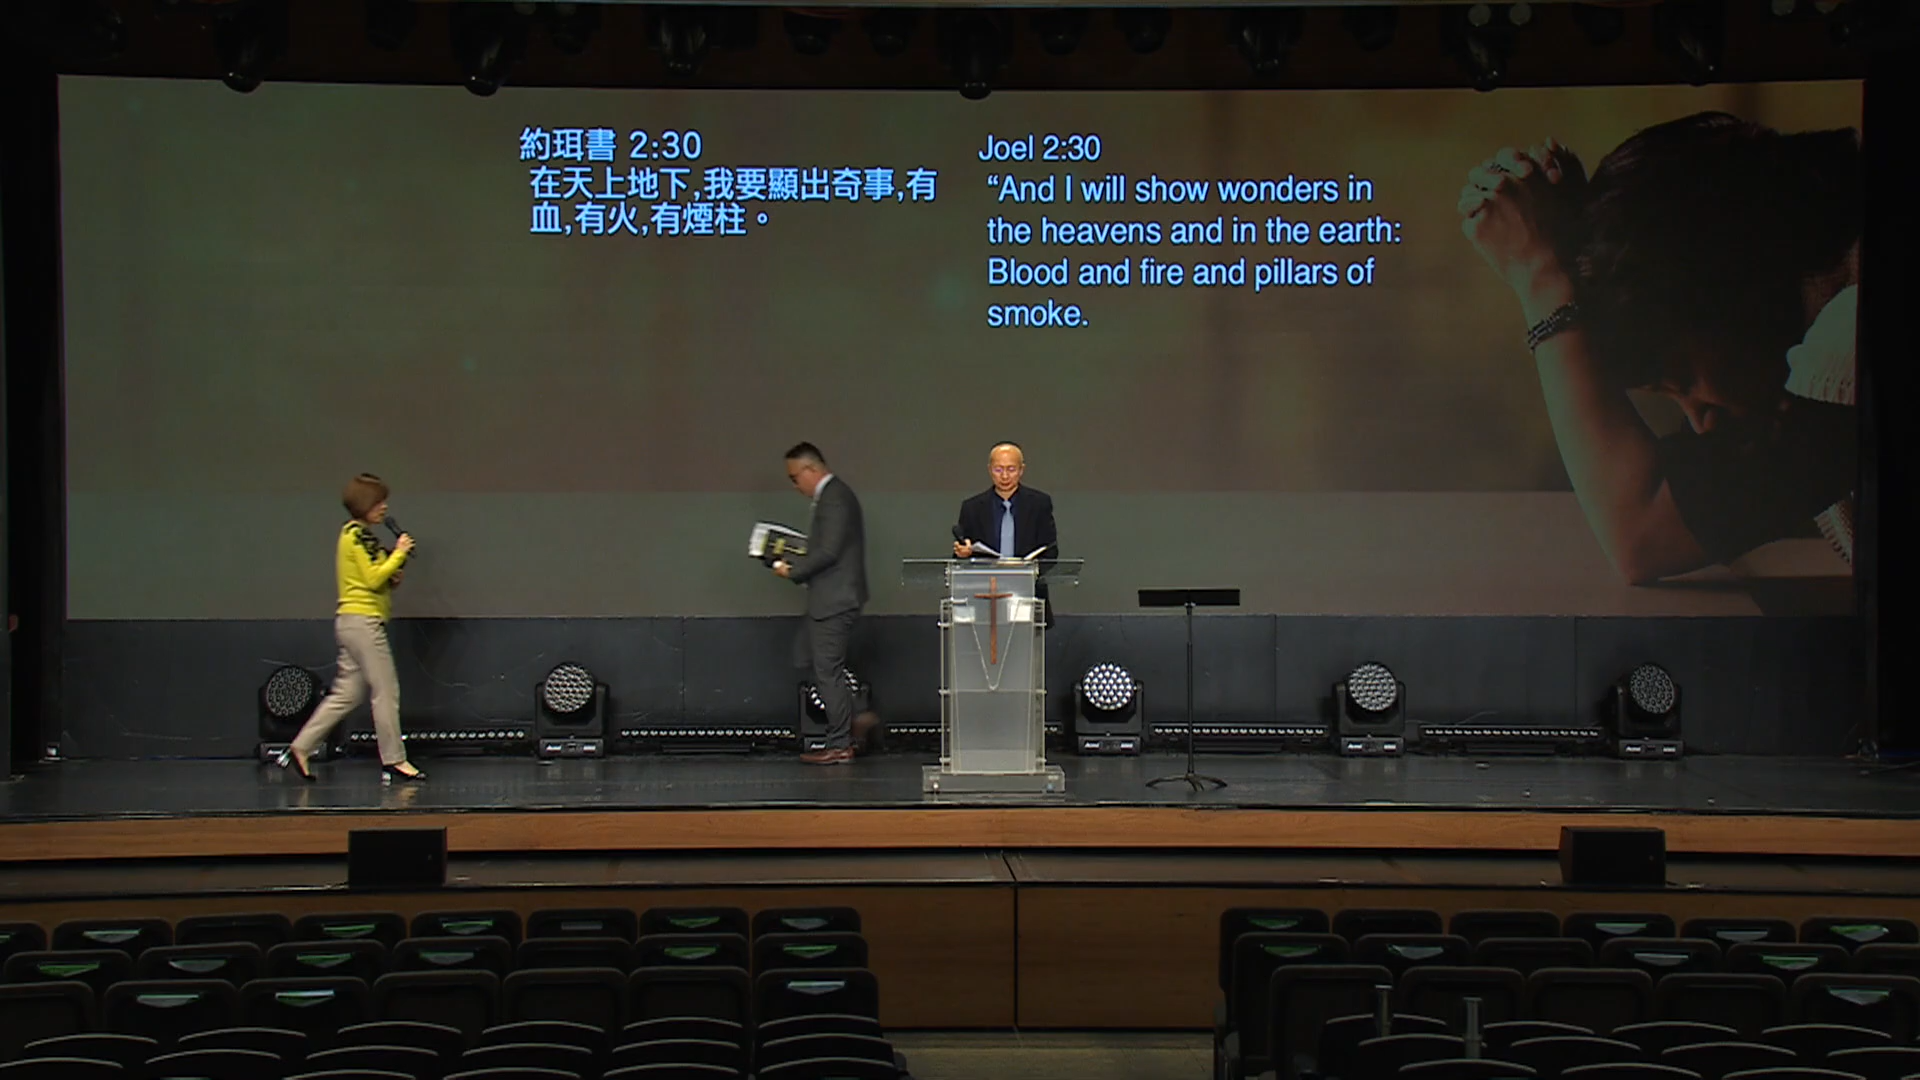 約珥書 2:30
在天上地下,我要顯出奇事,有
血,有火,有煙柱。
Joel 2:30
“And I will show wonders in
the heavens and in the earth:
Blood and fire and pillars of
smoke.